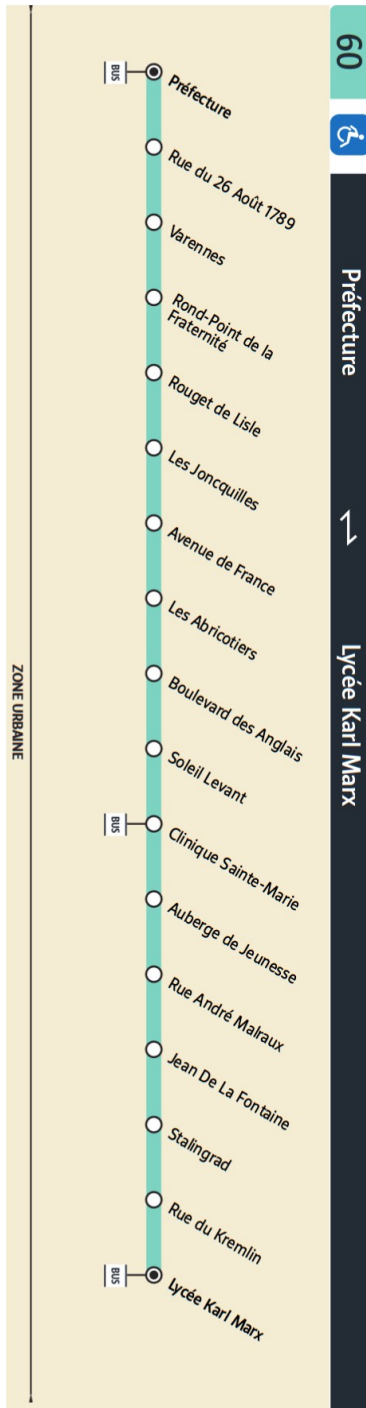 60
Préfecture
Lycée Karl Marx
Préfecture
Rue du 26 Août 1789
Varennes
Rond-Point de la
Fraternité
Rouget de Lisle
Les Joncquilles
Avenue de France
Les Abricotiers
Boulevard des Anglais
Soleil Levant
Clinique Sainte-Marie
Auberge de Jeunesse
Rue André Malraux
Jean De La Fontaine
Stalingrad
Rue du Kremlin
Lycée Karl Marx
BUS
BUS
BUS
ZONE URBAINE